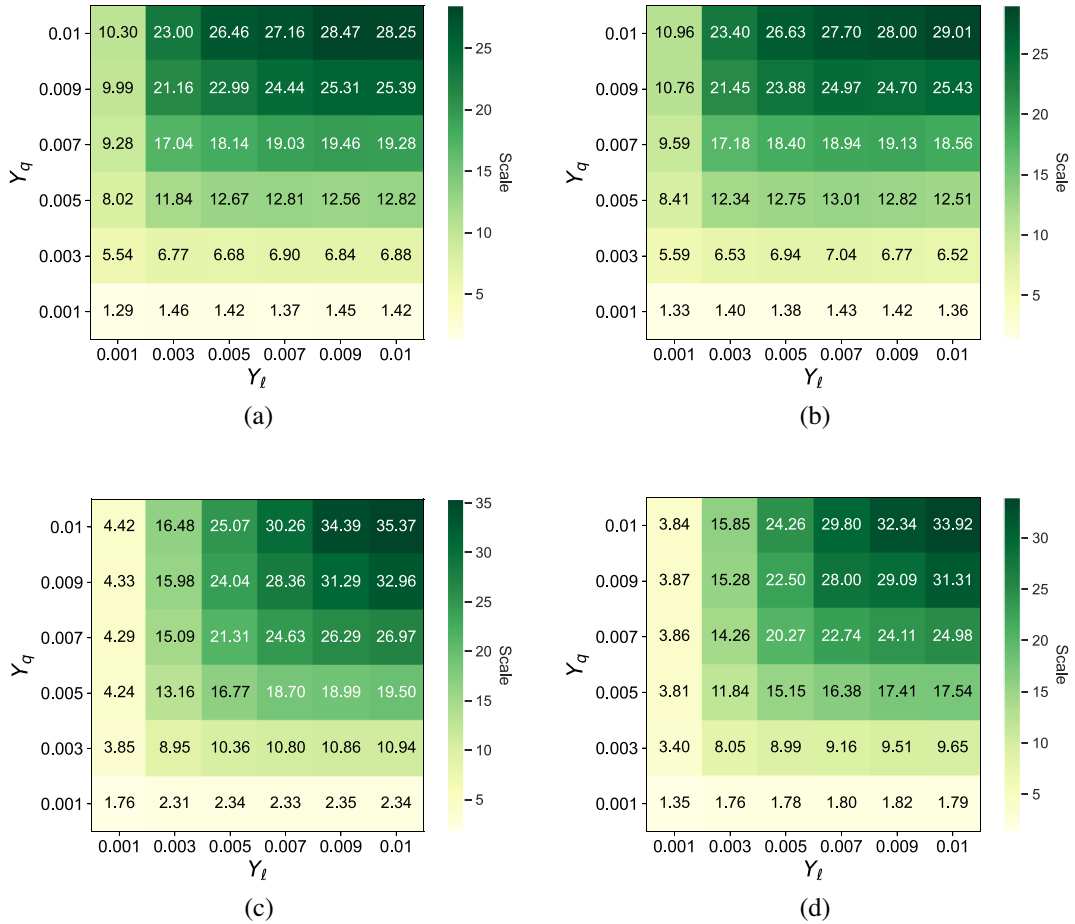 0.01 10.30 23.00 26.46 27.16 28.47 28.25
0.009 9.99 21.16 22.99 24.44 25.31 25.39
0.007 9.28 17.04 18.14 19.03 19.46 19.28
0.005 8.02 11.84 12.67 12.81 12.56 12.82
0.003 5.54 6.77 6.68 6.90 6.84 6.88
0.001 1.29 1.46 1.42 1.37 1.45 1.42
0.001 0.003 0.005 0.007 0.009 0.01
Y_q
Y_ℓ
25
20
15
10
5
Scale
(a)
0.01 10.96 23.40 26.63 27.70 28.00 29.01
0.009 10.76 21.45 23.88 24.97 24.70 25.43
0.007 9.59 17.18 18.40 18.94 19.13 18.56
0.005 8.41 12.34 12.75 13.01 12.82 12.51
0.003 5.59 6.53 6.94 7.04 6.77 6.52
0.001 1.33 1.40 1.38 1.43 1.42 1.36
0.001 0.003 0.005 0.007 0.009 0.01
Y_q
Y_ℓ
25
20
15
10
5
Scale
(b)
0.01 4.42 16.48 25.07 30.26 34.39 35.37
0.009 4.33 15.98 24.04 28.36 31.29 32.96
0.007 4.29 15.09 21.31 24.63 26.29 26.97
0.005 4.24 13.16 16.77 18.70 18.99 19.50
0.003 3.85 8.95 10.36 10.80 10.86 10.94
0.001 1.76 2.31 2.34 2.33 2.35 2.34
0.001 0.003 0.005 0.007 0.009 0.01
Y_q
Y_ℓ
35
30
25
20
15
10
5
Scale
(c)
0.01 3.84 15.85 24.26 29.80 32.34 33.92
0.009 3.87 15.28 22.50 28.00 29.09 31.31
0.007 3.86 14.26 20.27 22.74 24.11 24.98
0.005 3.81 11.84 15.15 16.38 17.41 17.54
0.003 3.40 8.05 8.99 9.16 9.51 9.65
0.001 1.35 1.76 1.78 1.80 1.82 1.79
0.001 0.003 0.005 0.007 0.009 0.01
Y_q
Y_ℓ
30
25
20
15
10
5
Scale
(d)